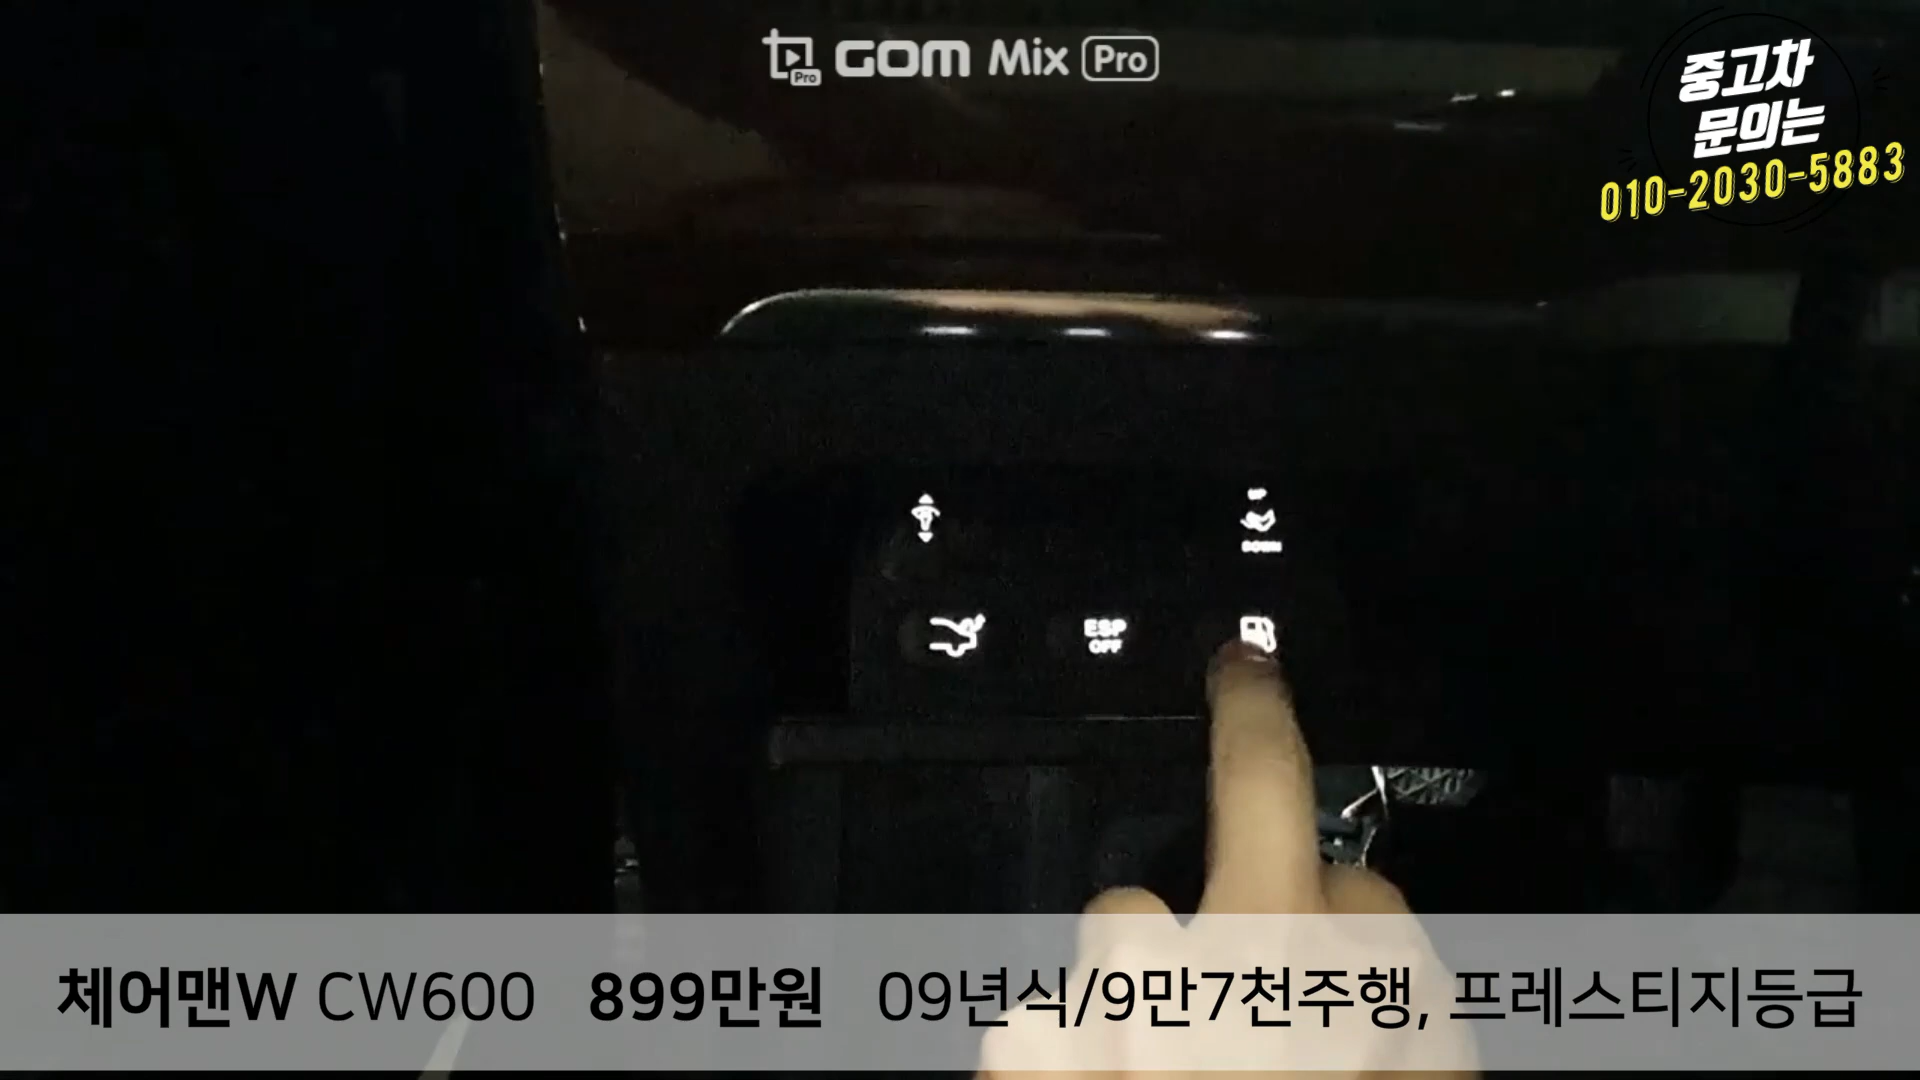 GOM Mix Pro
Pro
중고차
문의는
010-2030-5883
UP
DOWN
ESP
OFF
체어맨W CW600 899만원 09년식/9만7천주행, 프레스티지등급